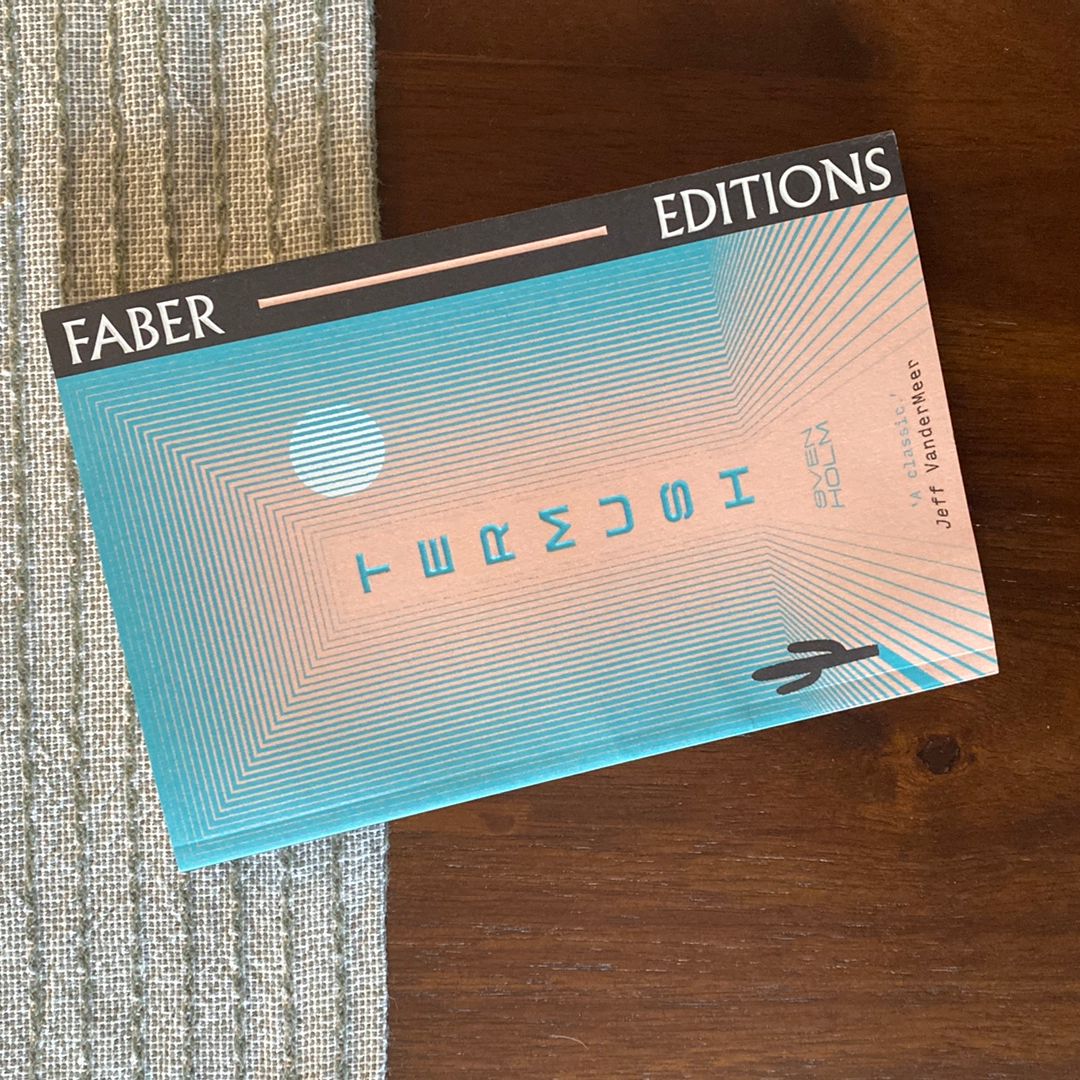 FABER EDITIONS
TERMUSH
SVEN
HOLM
'A classic.'
Jeff VanderMeer